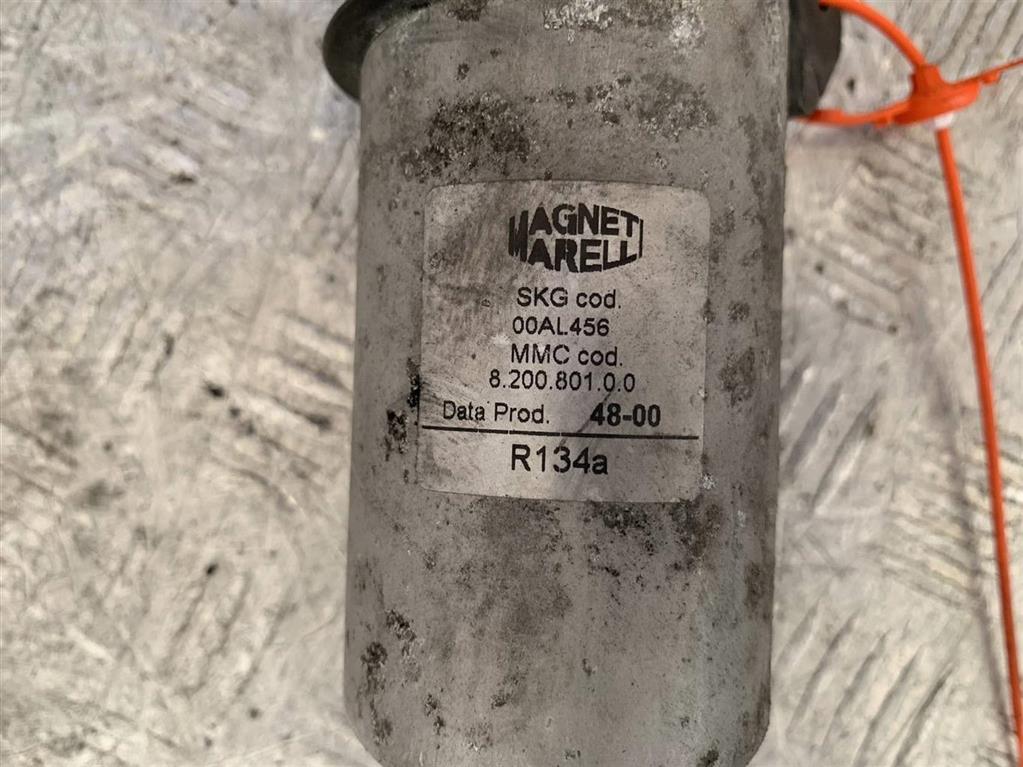 MAGNETI
MARELLI
SKG cod.
00AL456
MMC cod.
8.200.801.0.0
Data Prod. 48-00
R134a